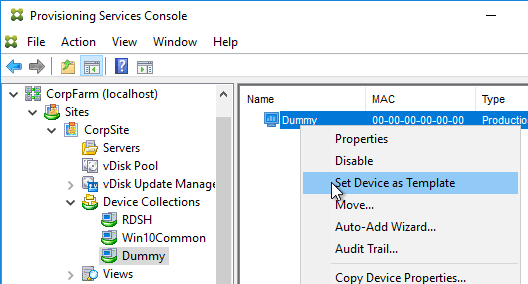 Provisioning Services Console
File Action View Window Help
CorpFarm (localhost)
Sites
CorpSite
Servers
vDisk Pool
vDisk Update Manage
Device Collections
RDSH
Win10Common
Dummy
Views
Name MAC Type
Dummy 00-00-00-00-00-00 Production
Properties
Disable
Set Device as Template
Move...
Auto-Add Wizard...
Audit Trail...
Copy Device Properties...